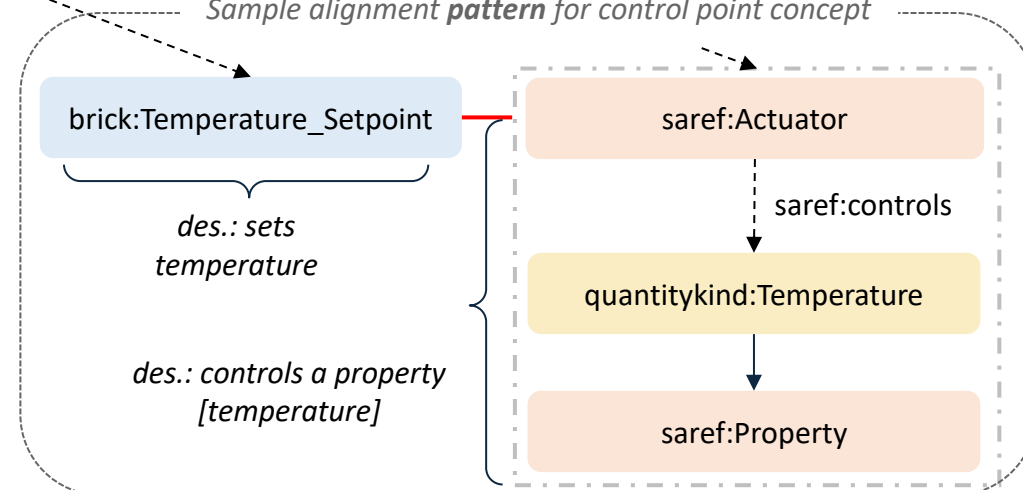 Sample alignment pattern for control point concept
brick:Temperature_Setpoint
saref:Actuator
des.: sets
temperature
saref:controls
quantitykind:Temperature
des.: controls a property
[temperature]
saref:Property